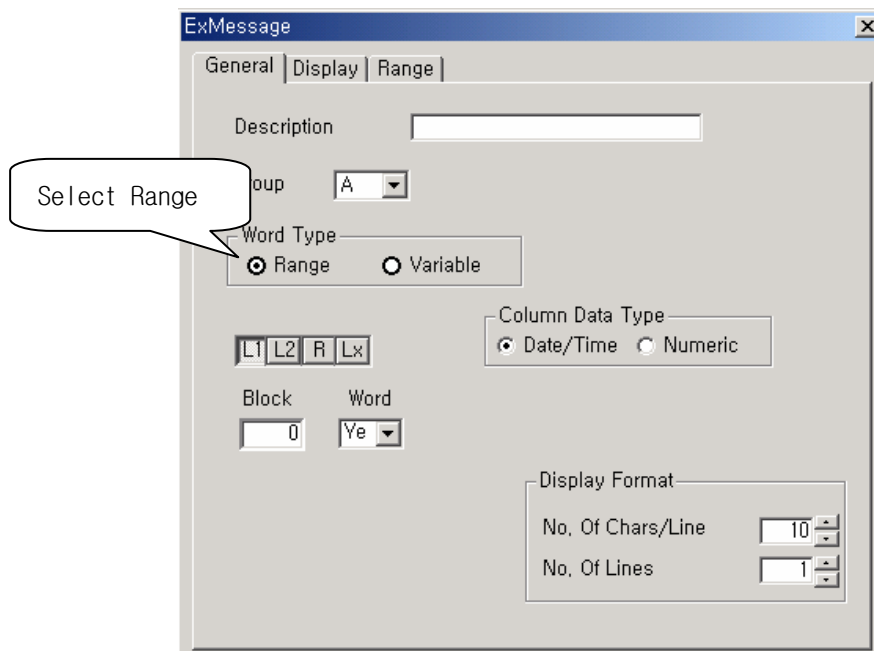 ExMessage
General Display Range
Description
Select Range
roup A
Word Type
Range Variable
Column Data Type
Date/Time Numeric
L1 L2 R Lx
Block Word
0 Ye
Display Format
No, Of Chars/Line 10
No, Of Lines 1